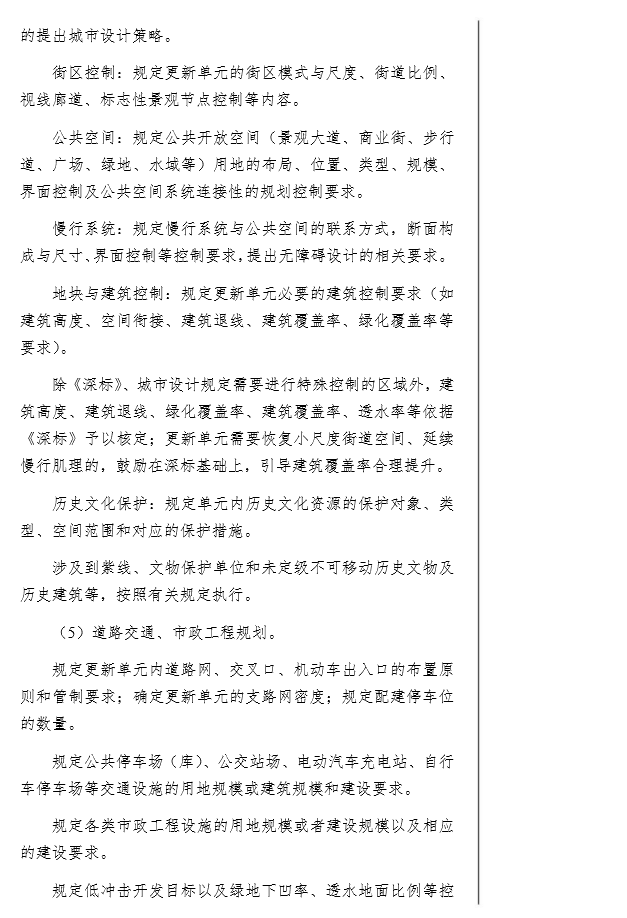 的提出城市设计策略。
街区控制：规定更新单元的街区模式与尺度、街道比例、
视线廊道、标志性景观节点控制等内容。
公共空间：规定公共开放空间（景观大道、商业街、步行
道、广场、绿地、水域等）用地的布局、位置、类型、规模、
界面控制及公共空间系统连接性的规划控制要求。
慢行系统：规定慢行系统与公共空间的联系方式，断面构
成与尺寸、界面控制等控制要求，提出无障碍设计的相关要求。
地块与建筑控制：规定更新单元必要的建筑控制要求（如
建筑高度、空间衔接、建筑退线、建筑覆盖率、绿化覆盖率等
要求）。
除《深标》、城市设计规定需要进行特殊控制的区域外，建
筑高度、建筑退线、绿化覆盖率、建筑覆盖率、透水率等依据
《深标》予以核定；更新单元需要恢复小尺度街道空间、延续
慢行肌理的，鼓励在深标基础上，引导建筑覆盖率合理提升。
历史文化保护：规定单元内历史文化资源的保护对象、类
型、空间范围和对应的保护措施。
涉及到紫线、文物保护单位和未定级不可移动历史文物及
历史建筑等，按照有关规定执行。
（5）道路交通、市政工程规划。
规定更新单元内道路网、交叉口、机动车出入口的布置原
则和管制要求；确定更新单元的支路网密度；规定配建停车位
的数量。
规定公共停车场（库）、公交站场、电动汽车充电站、自行
车停车场等交通设施的用地规模或建筑规模和建设要求。
规定各类市政工程设施的用地规模或者建设规模以及相应
的建设要求。
规定低冲击开发目标以及绿地下凹率、透水地面比例等控